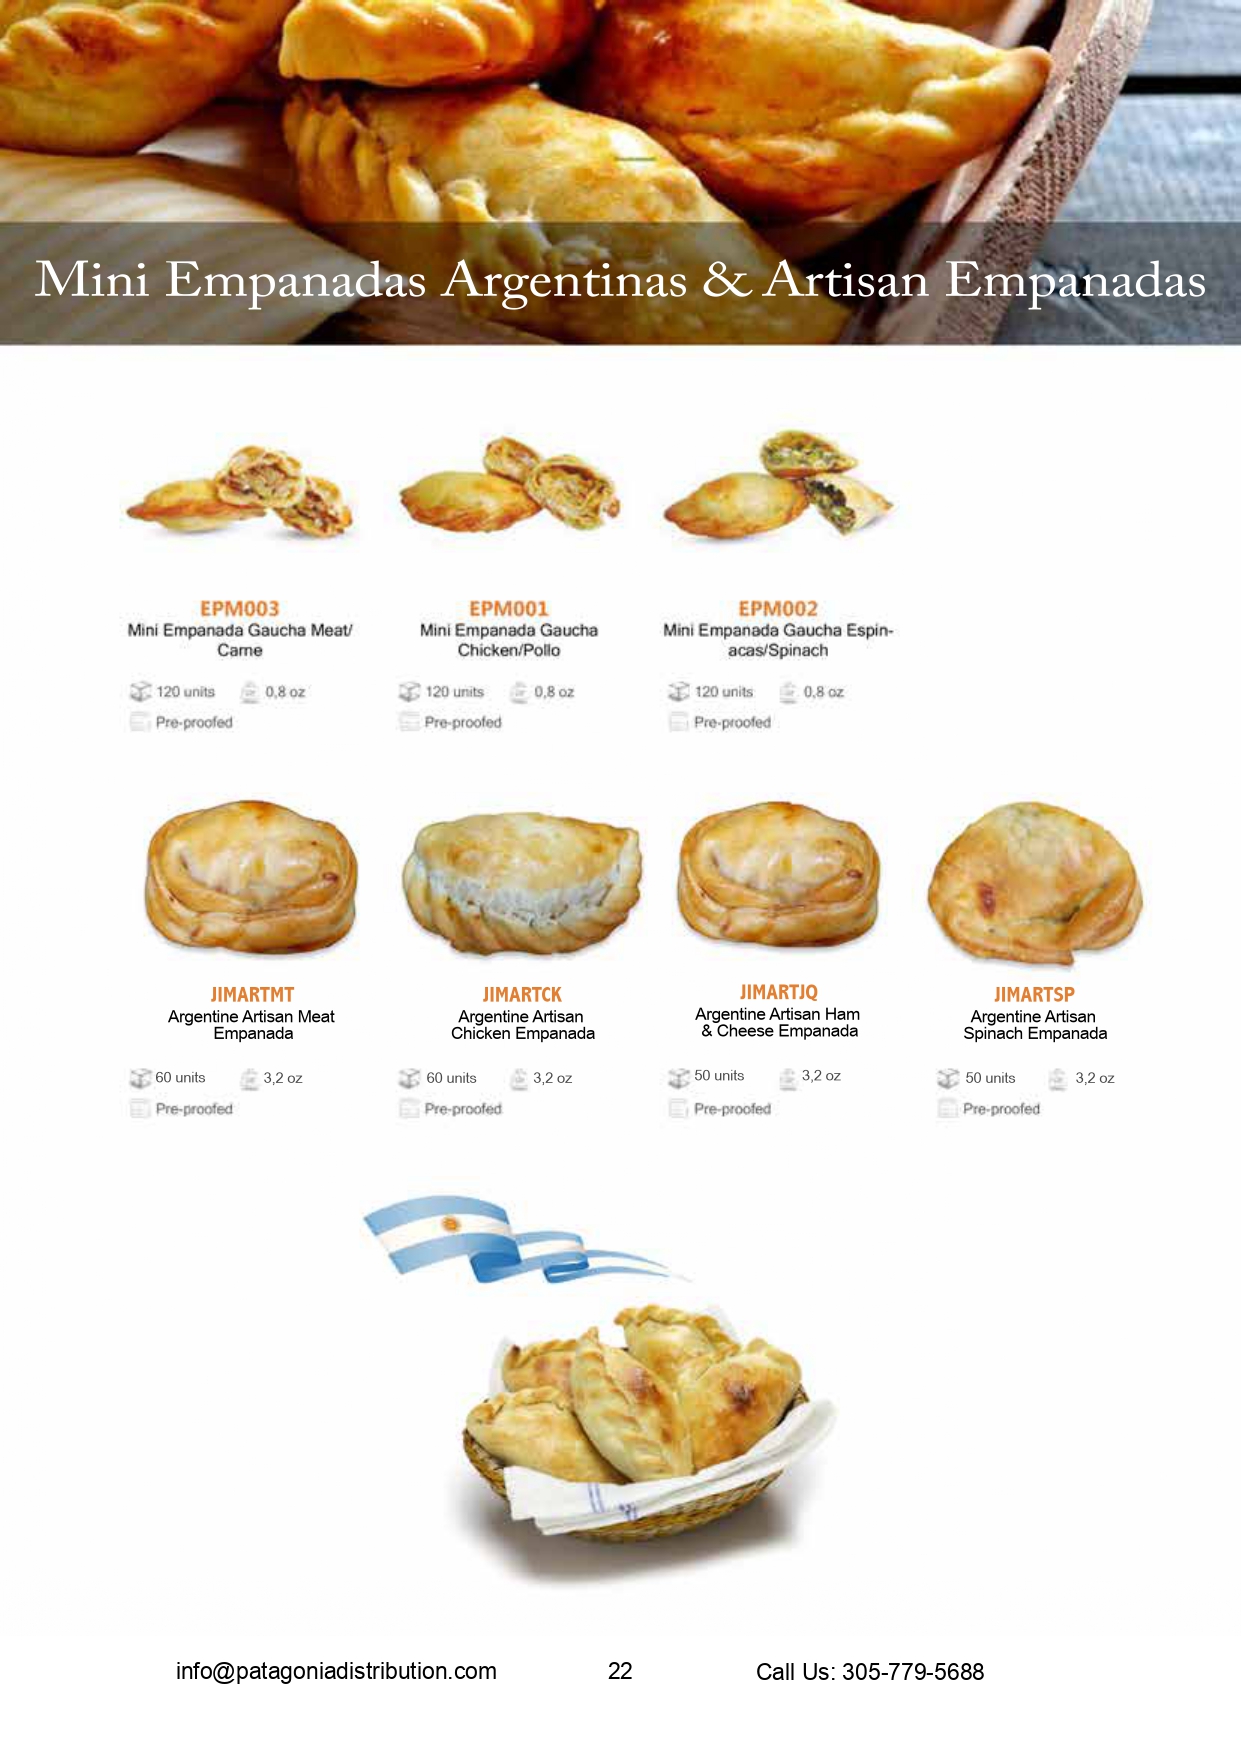 Mini Empanadas Argentinas & Artisan Empanadas
EPM003
Mini Empanada Gaucha Meat/
Carne
120 units 0,8 oz
Pre-proofed
EPM001
Mini Empanada Gaucha
Chicken/Pollo
120 units 0,8 oz
Pre-proofed
EPM002
Mini Empanada Gaucha Espin-
acas/Spinach
120 units 0,8 oz
Pre-proofed
JIMARTMT
Argentine Artisan Meat
Empanada
60 units 3,2 oz
Pre-proofed
JIMARTCK
Argentine Artisan
Chicken Empanada
60 units 3,2 oz
Pre-proofed
JIMARTJQ
Argentine Artisan Ham
& Cheese Empanada
50 units 3,2 oz
Pre-proofed
JIMARTSP
Argentine Artisan
Spinach Empanada
50 units 3,2 oz
Pre-proofed
info@patagoniadistribution.com 22 Call Us: 305-779-5688